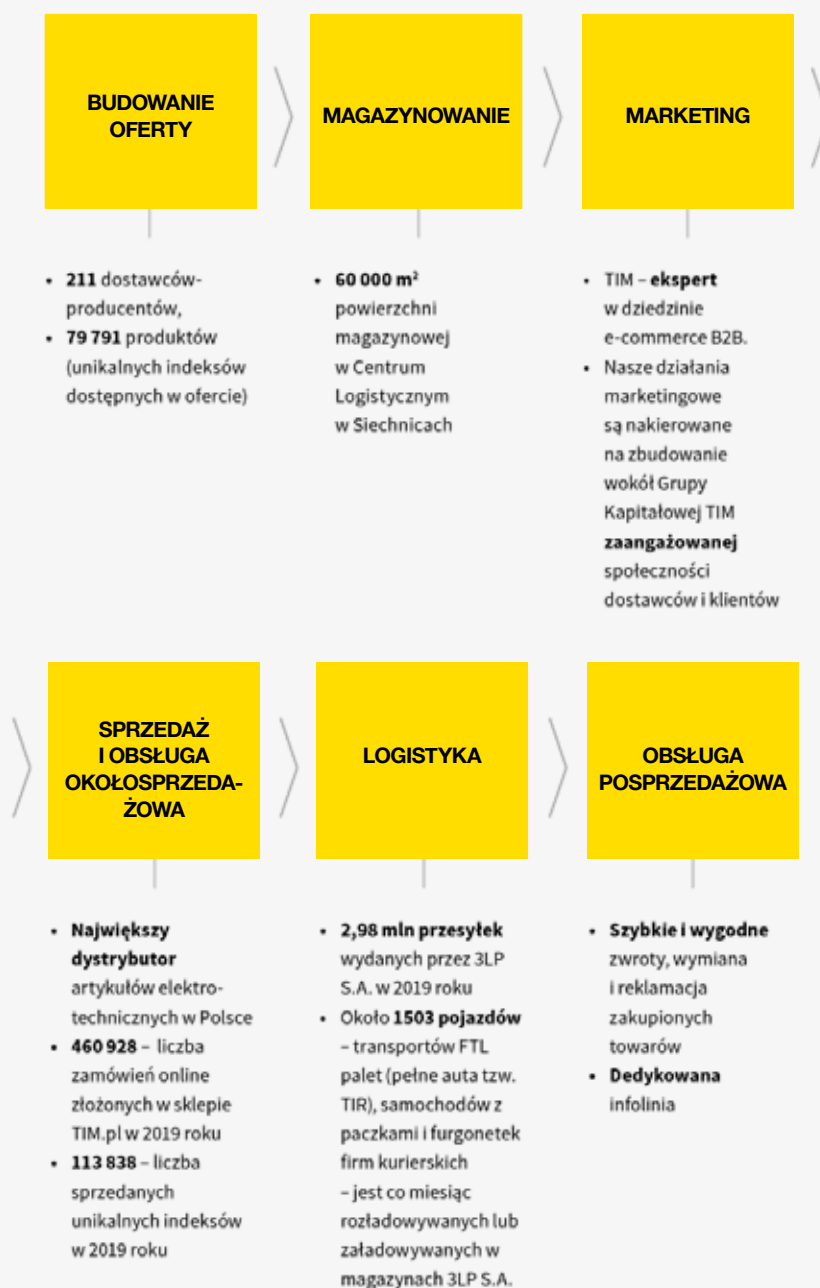 BUDOWANIE
OFERTY
• 211 dostawców-
producentów,
• 79 791 produktów
(unikalnych indeksów
dostępnych w ofercie)
MAGAZYNOWANIE
• 60 000 m²
powierzchni
magazynowej
w Centrum
Logistycznym
w Siechnicach
MARKETING
• TIM – ekspert
w dziedzinie
e-commerce B2B.
• Nasze działania
marketingowe
są nakierowane
na zbudowanie
wokół Grupy
Kapitałowej TIM
zaangażowanej
społeczności
dostawców i klientów
SPRZEDAŻ
I OBSŁUGA
OKOŁOSPRZEDA-
ŻOWA
• Największy
dystrybutor
artykułów elektro-
technicznych w Polsce
• 460 928 – liczba
zamówień online
złożonych w sklepie
TIM.pl w 2019 roku
• 113 838 – liczba
sprzedanych
unikalnych indeksów
w 2019 roku
LOGISTYKA
• 2,98 mln przesyłek
wydanych przez 3LP
S.A. w 2019 roku
• Około 1503 pojazdów
– transportów FTL
palet (pełne auta tzw.
TIR), samochodów z
paczkami i furgonetek
firm kurierskich
– jest co miesiąc
rozładowywanych lub
załadowywanych w
magazynach 3LP S.A.
OBSŁUGA
POSPRZEDAŻOWA
• Szybkie i wygodne
zwroty, wymiana
i reklamacja
zakupionych
towarów
• Dedykowana
infolinia